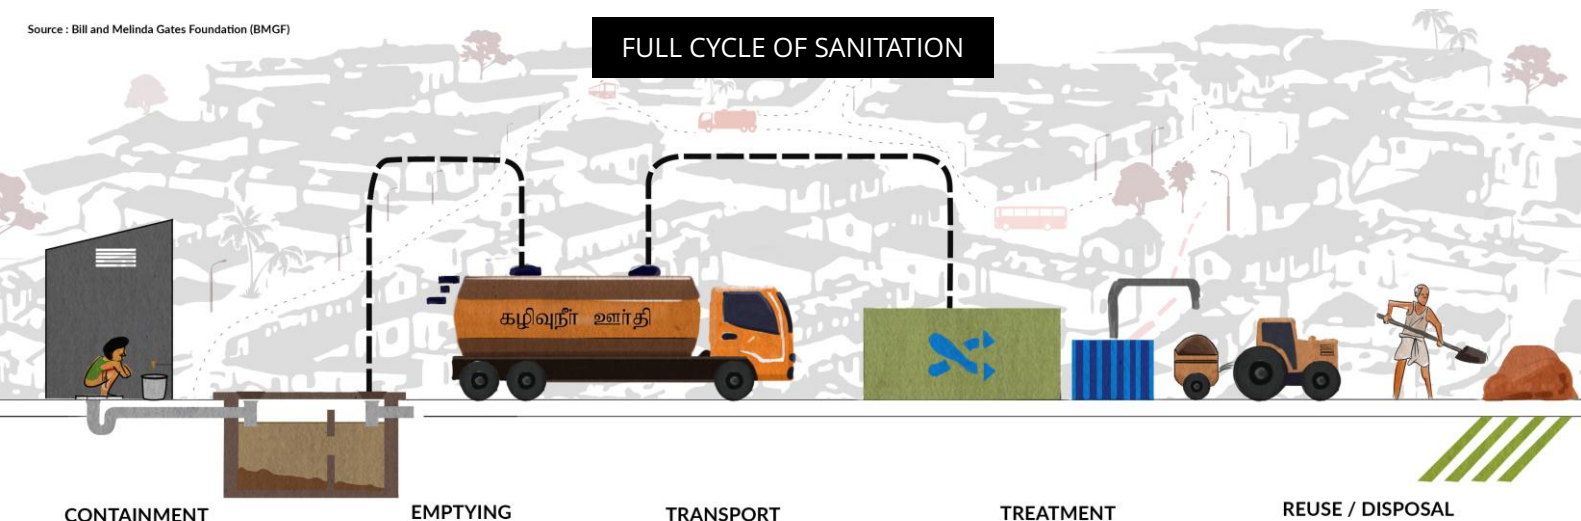 Source : Bill and Melinda Gates Foundation (BMGF)
FULL CYCLE OF SANITATION
கழிவுநீர் ஊர்தி
CONTAINMENT
EMPTYING
TRANSPORT
TREATMENT
REUSE / DISPOSAL